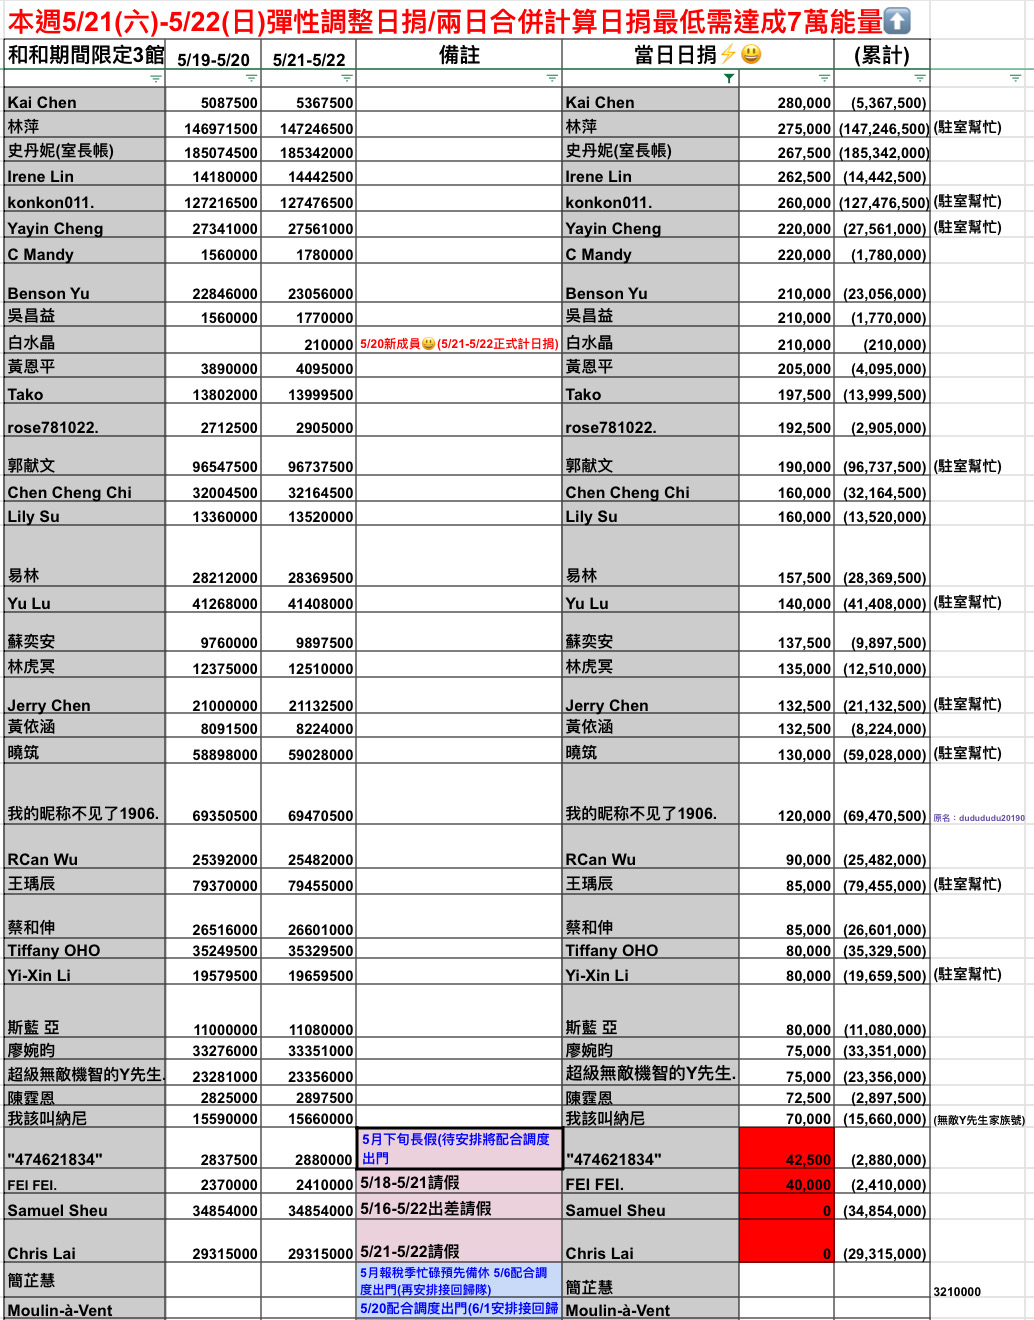 本週5/21(六)-5/22(日)彈性調整日捐/兩日合併計算日捐最低需達成7萬能量⬆️
和和期間限定3館 5/19-5/20 5/21-5/22 備註 當日日捐⚡😃 (累計)
Kai Chen 5087500 5367500 Kai Chen 280,000 (5,367,500)
林萍 146971500 147246500 林萍 275,000 (147,246,500) (駐室幫忙)
史丹妮(室長帳) 185074500 185342000 史丹妮(室長帳) 267,500 (185,342,000)
Irene Lin 14180000 14442500 Irene Lin 262,500 (14,442,500)
konkon011. 127216500 127476500 konkon011. 260,000 (127,476,500) (駐室幫忙)
Yayin Cheng 27341000 27561000 Yayin Cheng 220,000 (27,561,000) (駐室幫忙)
C Mandy 1560000 1780000 C Mandy 220,000 (1,780,000)
Benson Yu 22846000 23056000 Benson Yu 210,000 (23,056,000)
吳昌益 1560000 1770000 吳昌益 210,000 (1,770,000)
白水晶 210000 5/20新成員😃(5/21-5/22正式計日捐) 白水晶 210,000 (210,000)
黃恩平 3890000 4095000 黃恩平 205,000 (4,095,000)
Tako 13802000 13999500 Tako 197,500 (13,999,500)
rose781022. 2712500 2905000 rose781022. 192,500 (2,905,000)
郭献文 96547500 96737500 郭献文 190,000 (96,737,500) (駐室幫忙)
Chen Cheng Chi 32004500 32164500 Chen Cheng Chi 160,000 (32,164,500)
Lily Su 13360000 13520000 Lily Su 160,000 (13,520,000)
易林 28212000 28369500 易林 157,500 (28,369,500)
Yu Lu 41268000 41408000 Yu Lu 140,000 (41,408,000) (駐室幫忙)
蘇奕安 9760000 9897500 蘇奕安 137,500 (9,897,500)
林虎冥 12375000 12510000 林虎冥 135,000 (12,510,000)
Jerry Chen 21000000 21132500 Jerry Chen 132,500 (21,132,500) (駐室幫忙)
黃依涵 8091500 8224000 黃依涵 132,500 (8,224,000)
曉筑 58898000 59028000 曉筑 130,000 (59,028,000) (駐室幫忙)
我的昵称不见了1906. 69350500 69470500 我的昵称不见了1906. 120,000 (69,470,500) 原名：dudududu20190
RCan Wu 25392000 25482000 RCan Wu 90,000 (25,482,000)
王瑀辰 79370000 79455000 王瑀辰 85,000 (79,455,000) (駐室幫忙)
蔡和伸 26516000 26601000 蔡和伸 85,000 (26,601,000)
Tiffany OHO 35249500 35329500 Tiffany OHO 80,000 (35,329,500)
Yi-Xin Li 19579500 19659500 Yi-Xin Li 80,000 (19,659,500) (駐室幫忙)
斯藍 亞 11000000 11080000 斯藍 亞 80,000 (11,080,000)
廖婉昀 33276000 33351000 廖婉昀 75,000 (33,351,000)
超級無敵機智的Y先生. 23281000 23356000 超級無敵機智的Y先生. 75,000 (23,356,000)
陳霆恩 2825000 2897500 陳霆恩 72,500 (2,897,500)
我該叫納尼 15590000 15660000 我該叫納尼 70,000 (15,660,000) (無敵Y先生家族號)
5月下旬長假(待安排將配合調度
"474621834" 2837500 2880000 出門 "474621834" 42,500 (2,880,000)
FEI FEI. 2370000 2410000 5/18-5/21請假 FEI FEI. 40,000 (2,410,000)
Samuel Sheu 34854000 34854000 5/16-5/22出差請假 Samuel Sheu 0 (34,854,000)
Chris Lai 29315000 29315000 5/21-5/22請假 Chris Lai 0 (29,315,000)
5月報稅季忙碌預先備休 5/6配合調
簡芷慧 度出門(再安排接回歸隊) 簡芷慧 3210000
Moulin-à-Vent 5/20配合調度出門(6/1安排接回歸 Moulin-à-Vent